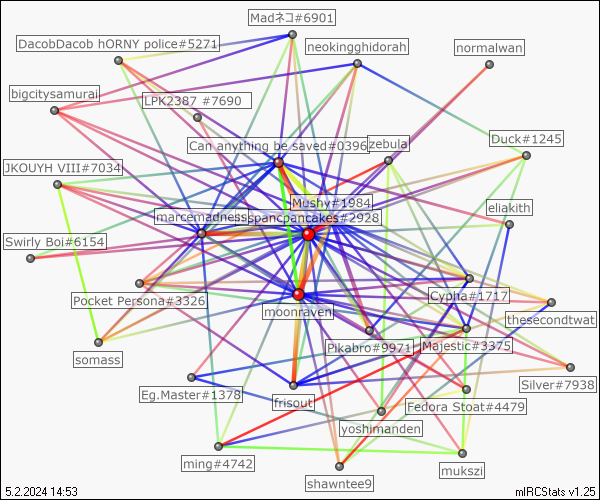 Madネコ#6901
DacobDacob hORNY police#5271
neokingghidorah
normalwan
bigcitysamurai
LPK2387 #7690
Can anything be saved#0396
zebula
Duck#1245
JKOUYH VIII#7034
Mushy#1984
eliakith
jmarcemadness
spancpancakes#2928
Swirly Boi#6154
Pocket Persona#3326
Cypha#1717
moonraven
thesecondtwat
Pikabro#9971
Majestic#3375
somass
Eg.Master#1378
frisout
Silver#7938
Fedora Stoat#4479
yoshimanden
ming#4742
mukszi
shawntee9
5.2.2024 14:53
mIRCStats v1.25